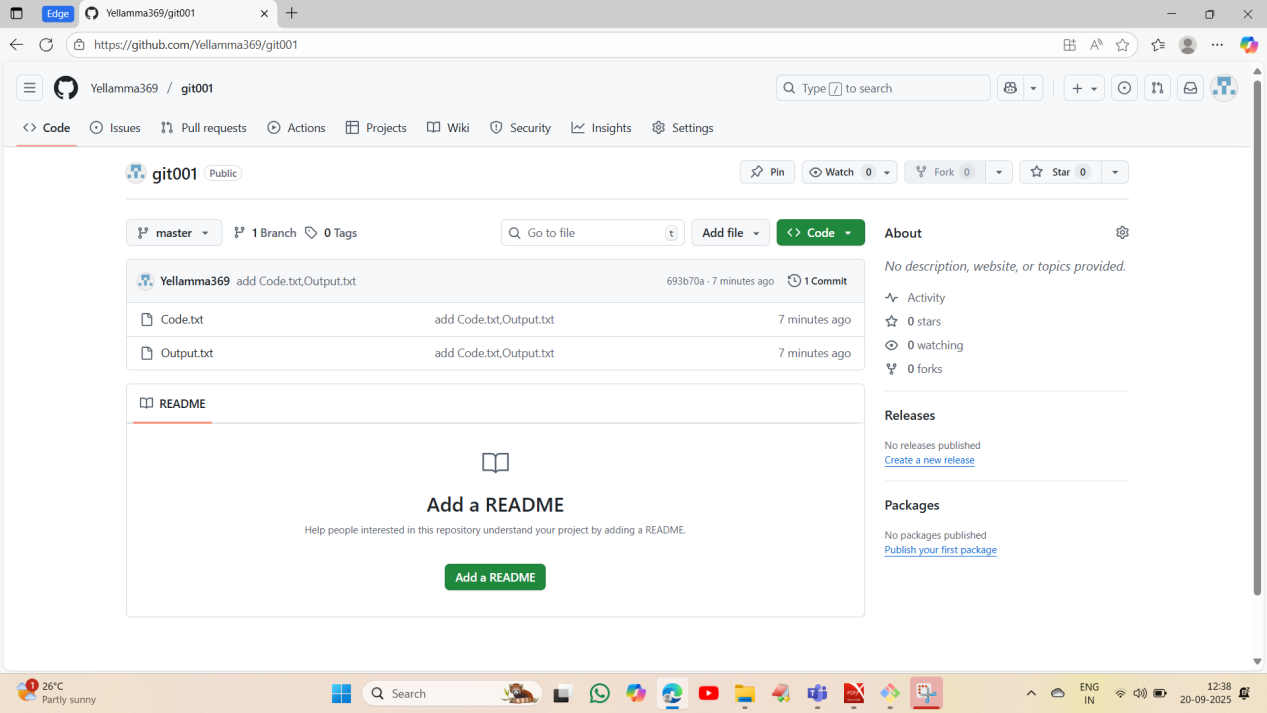 Edge Yellamma369/git001
https://github.com/Yellamma369/git001
Yellamma369 / git001 Type / to search
Code Issues Pull requests Actions Projects Wiki Security Insights Settings
git001 Public Pin Watch 0 Fork 0 Star 0
master 1 Branch 0 Tags Go to file t Add file Code
Yellamma369 add Code.txt,Output.txt 693b70a · 7 minutes ago 1 Commit
Code.txt add Code.txt,Output.txt 7 minutes ago
Output.txt add Code.txt,Output.txt 7 minutes ago
README
Add a README
Help people interested in this repository understand your project by adding a README.
Add a README
About
No description, website, or topics provided.
Activity
0 stars
0 watching
0 forks
Releases
No releases published
Create a new release
Packages
No packages published
Publish your first package
1 26°C
Partly sunny
Search
ENG
IN
12:38
20-09-2025